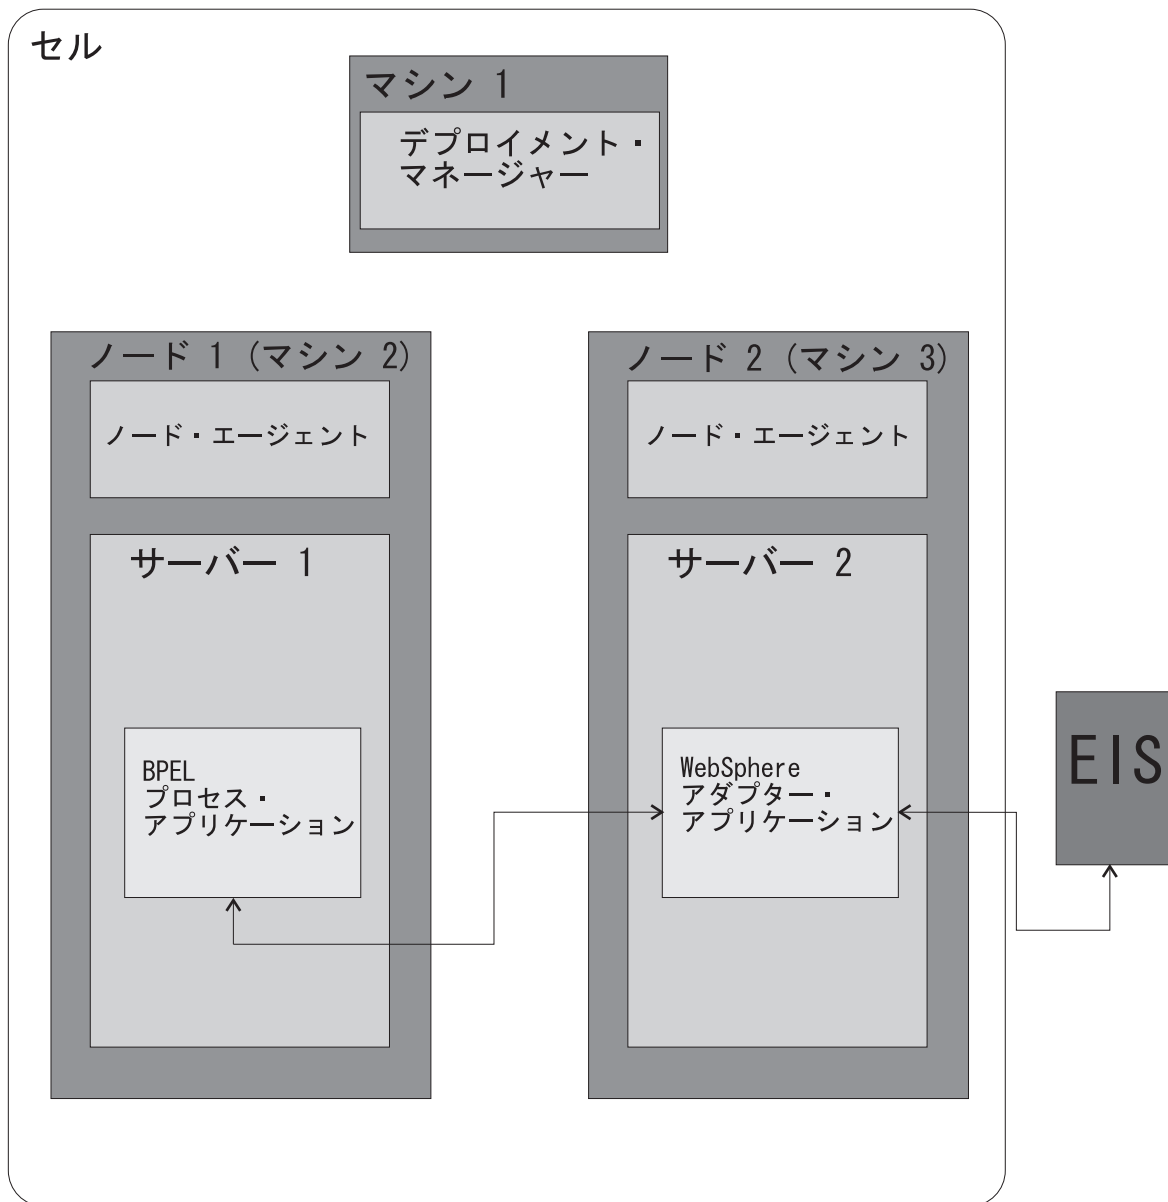 セル
マシン 1
デプロイメント・
マネージャー
ノード 1 (マシン 2)
ノード・エージェント
サーバー 1
BPEL
プロセス・
アプリケーション
ノード 2 (マシン 3)
ノード・エージェント
サーバー 2
WebSphere
アダプター・
アプリケーション
EIS